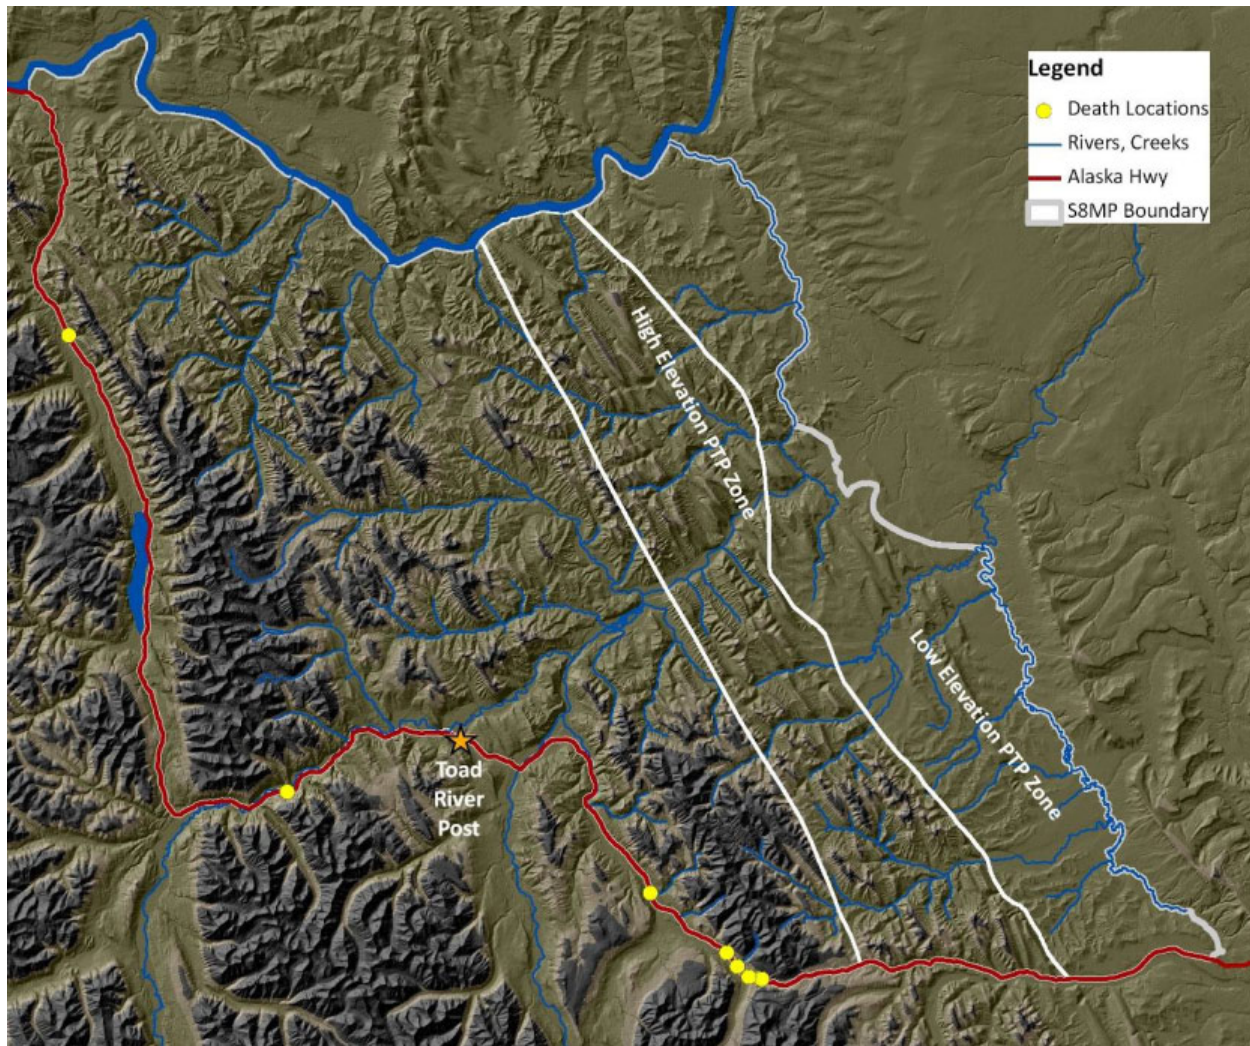 Legend
Death Locations
Rivers, Creeks
Alaska Hwy
S8MP Boundary
High Elevation PTP Zone
Low Elevation PTP Zone
Toad
River
Post